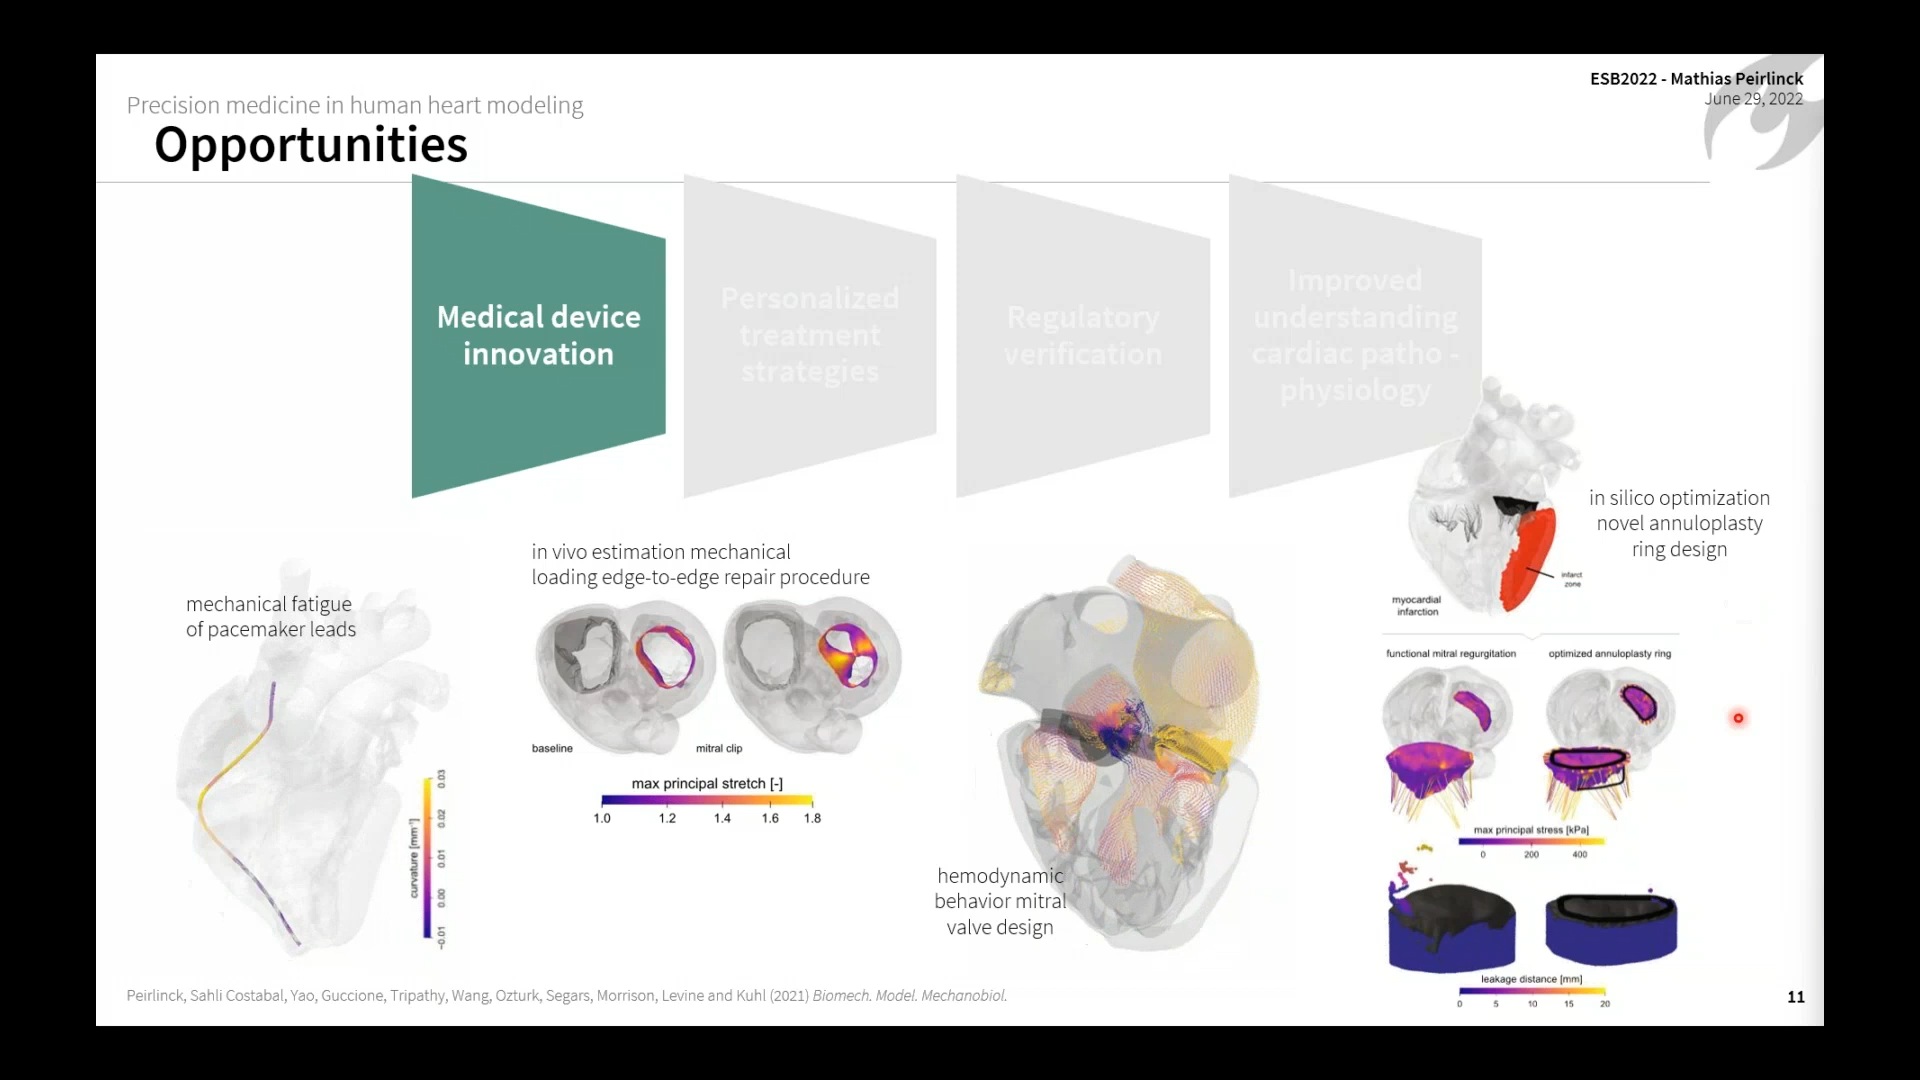 ESB2022 - Mathias Peirlinck
June 29, 2022
Precision medicine in human heart modeling
Opportunities
Medical device
innovation
Personalized
treatment
strategies
Regulatory
verification
Improved
understanding
cardiac patho -
physiology
mechanical fatigue
of pacemaker leads
curvature [mm⁻¹]
-0.01
0.00
0.01
0.02
0.03
in vivo estimation mechanical
loading edge-to-edge repair procedure
baseline
mitral clip
max principal stretch [-]
1.0 1.2 1.4 1.6 1.8
hemodynamic
behavior mitral
valve design
in silico optimization
novel annuloplasty
ring design
infarct
zone
myocardial
infarction
functional mitral regurgitation
optimized annuloplasty ring
max principal stress [kPa]
0 200 400
leakage distance [mm]
0 5 10 15 20
Peirlinck, Sahli Costabal, Yao, Guccione, Tripathy, Wang, Ozturk, Segars, Morrison, Levine and Kuhl (2021) Biomech. Model. Mechanobiol.
11